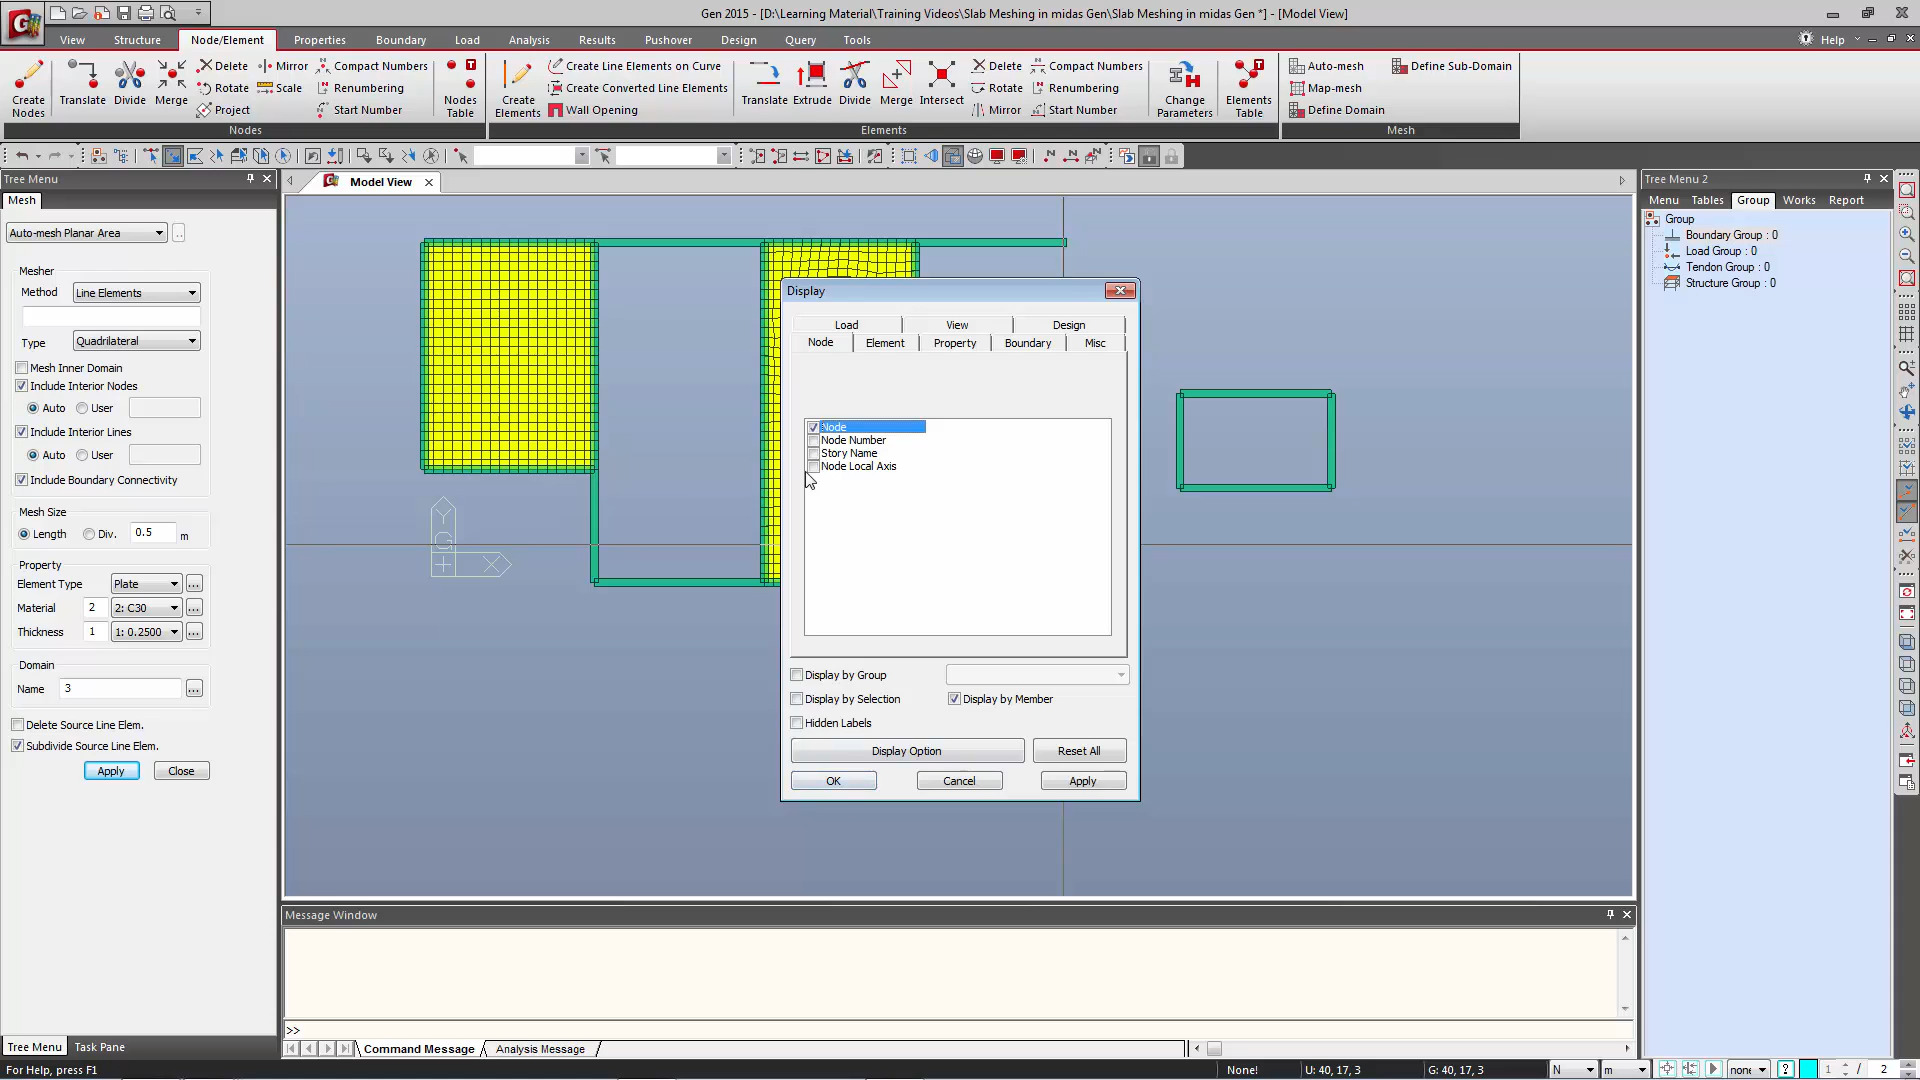 Gen 2015 - [D:\Learning Material\Training Videos\Slab Meshing in midas Gen\Slab Meshing in midas Gen *] - [Model View]
View Structure Node/Element Properties Boundary Load Analysis Results Pushover Design Query Tools Help
Create Nodes Translate Divide Merge Delete Rotate Project Mirror Scale Compact Numbers Renumbering Start Number Nodes Table
Create Elements Create Line Elements on Curve Create Converted Line Elements Wall Opening Translate Extrude Divide Merge Intersect Delete Rotate Mirror Compact Numbers Renumbering Start Number Change Parameters Elements Table
Auto-mesh Map-mesh Define Domain Define Sub-Domain
Nodes Elements Mesh
Tree Menu
Mesh
Auto-mesh Planar Area
Mesher
Method Line Elements
Type Quadrilateral
Mesh Inner Domain
Include Interior Nodes
Auto User
Include Interior Lines
Auto User
Include Boundary Connectivity
Mesh Size
Length Div. 0.5 m
Property
Element Type Plate ...
Material 2 2: C30 ...
Thickness 1 1: 0.2500 ...
Domain
Name 3 ...
Delete Source Line Elem.
Subdivide Source Line Elem.
Apply Close
Tree Menu Task Pane
Model View
Y
G
X
Display
Load View Design
Node Element Property Boundary Misc
Node
Node Number
Story Name
Node Local Axis
Display by Group
Display by Selection Display by Member
Hidden Labels
Display Option Reset All
OK Cancel Apply
Tree Menu 2
Menu Tables Group Works Report
Group
Boundary Group : 0
Load Group : 0
Tendon Group : 0
Structure Group : 0
Message Window
>>
Command Message Analysis Message
For Help, press F1 None! U: 40, 17, 3 G: 40, 17, 3 N m none ? 1 / 2